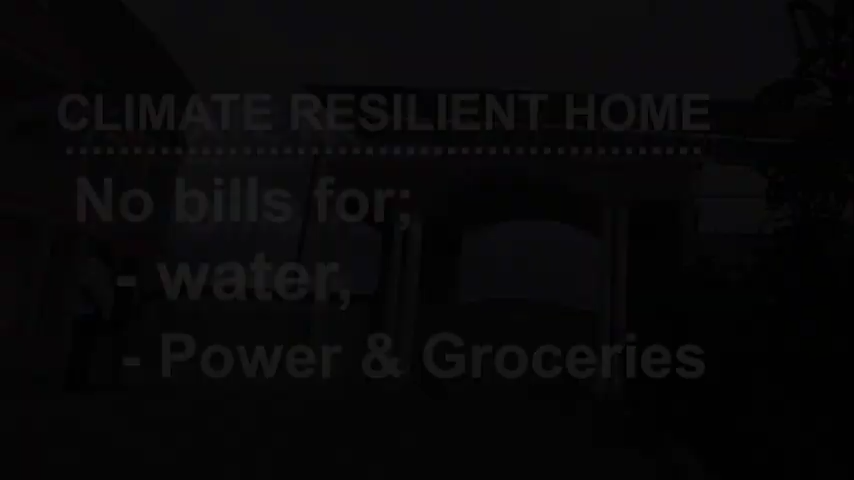 CLIMATE RESILIENT HOME
No bills for;
- water,
- Power & Groceries